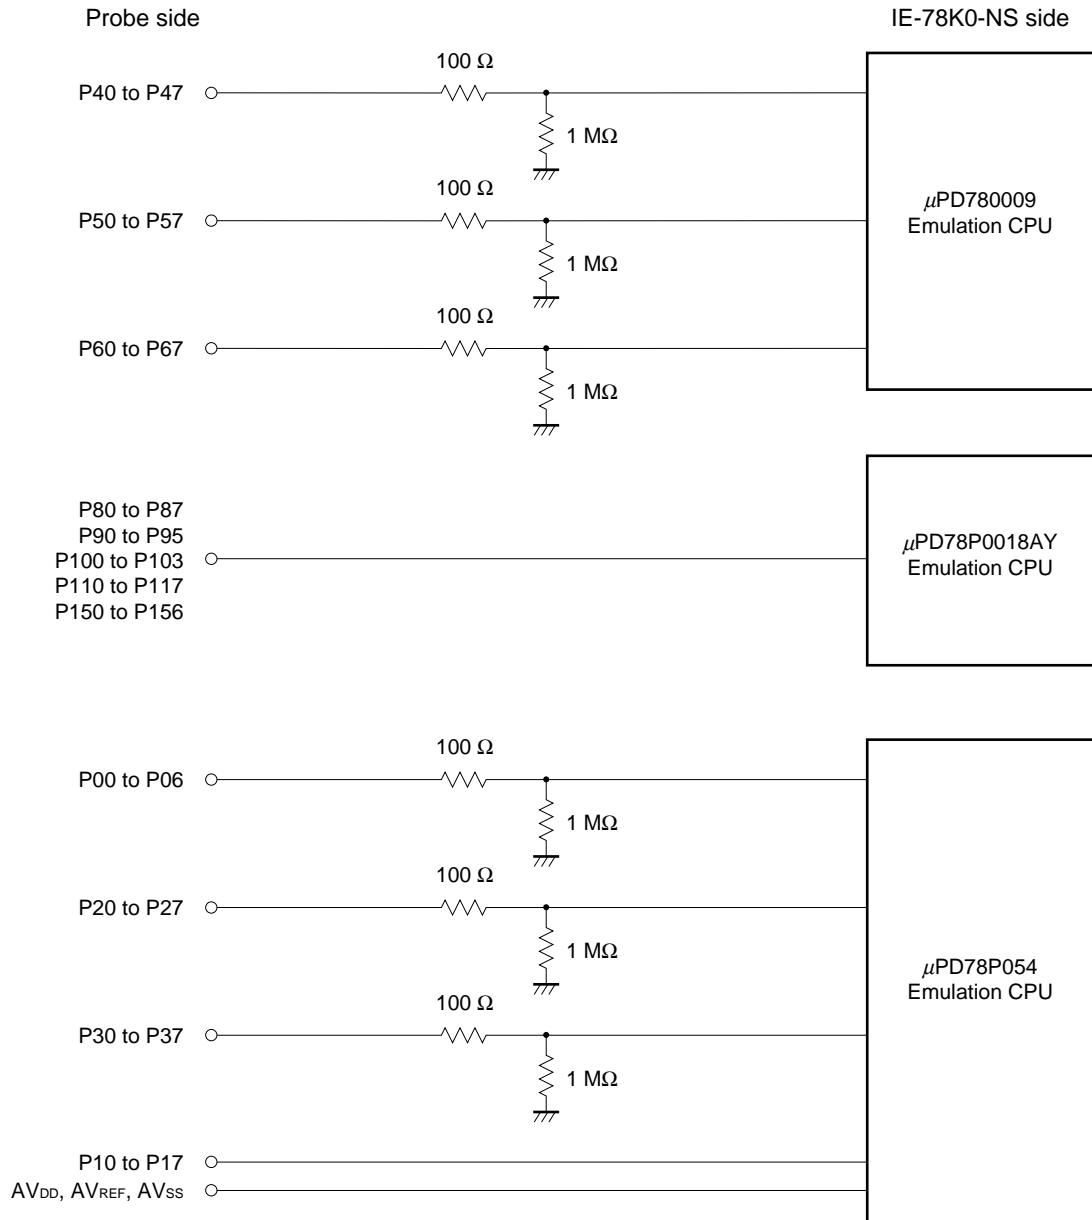 Probe side
IE-78K0-NS side
100 Ω
P40 to P47
1 MΩ
100 Ω
P50 to P57
1 MΩ
μPD780009
Emulation CPU
100 Ω
P60 to P67
1 MΩ
P80 to P87
P90 to P95
P100 to P103
P110 to P117
P150 to P156
μPD78P0018AY
Emulation CPU
100 Ω
P00 to P06
1 MΩ
100 Ω
P20 to P27
1 MΩ
μPD78P054
Emulation CPU
100 Ω
P30 to P37
1 MΩ
P10 to P17
AVDD, AVREF, AVSS